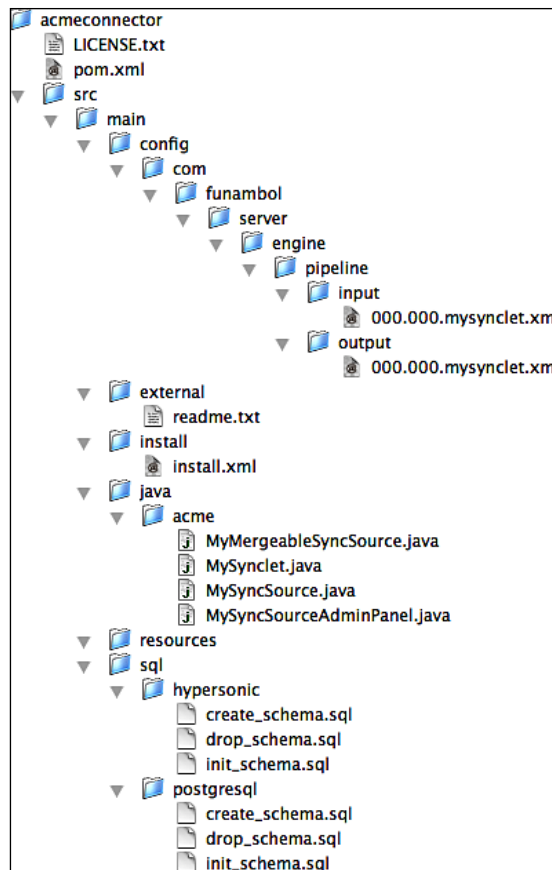 acmeconnector
LICENSE.txt
pom.xml
src
main
config
com
funambol
server
engine
pipeline
input
000.000.mysynclet.xm
output
000.000.mysynclet.xm
external
readme.txt
install
install.xml
java
acme
MyMergeableSyncSource.java
MySynclet.java
MySyncSource.java
MySyncSourceAdminPanel.java
resources
sql
hypersonic
create_schema.sql
drop_schema.sql
init_schema.sql
postgresql
create_schema.sql
drop_schema.sql
init_schema.sql